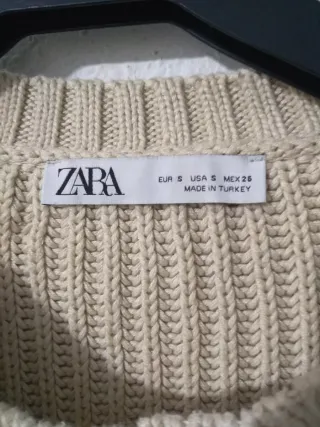 ZARA
EUR S USA S MEX 26
MADE IN TURKEY